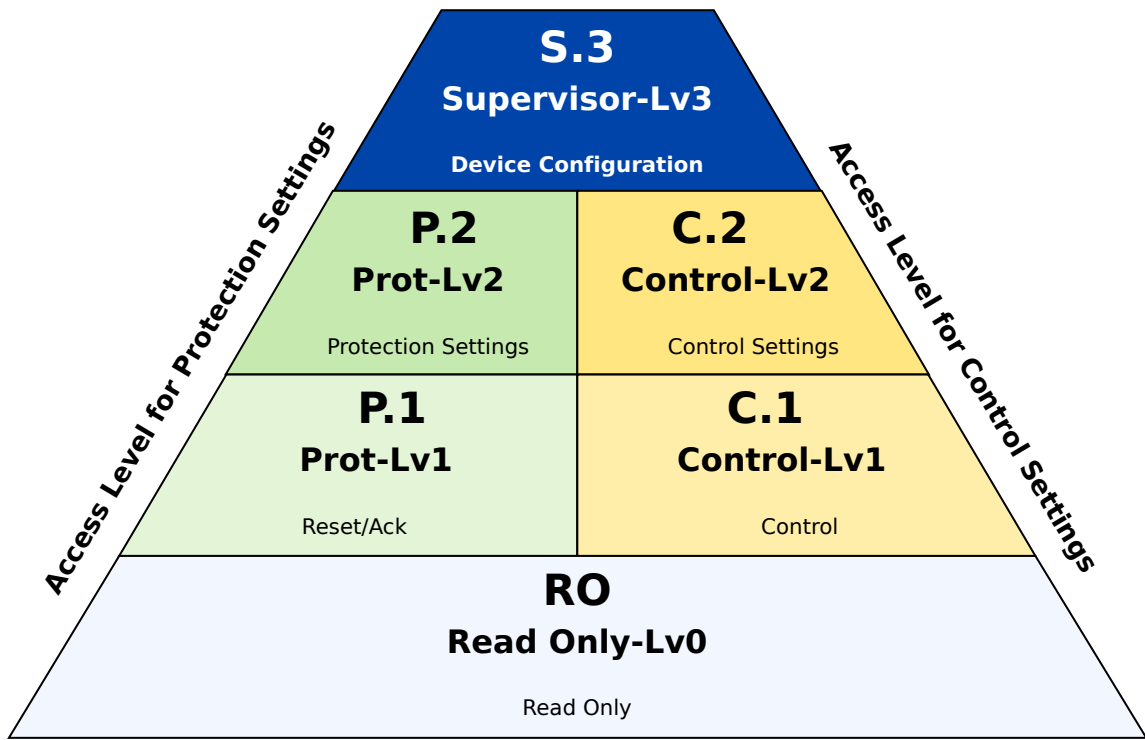 S.3
Supervisor-Lv3
Device Configuration
Access Level for Protection Settings
Access Level for Control Settings
P.2
Prot-Lv2
Protection Settings
C.2
Control-Lv2
Control Settings
P.1
Prot-Lv1
Reset/Ack
C.1
Control-Lv1
Control
RO
Read Only-Lv0
Read Only